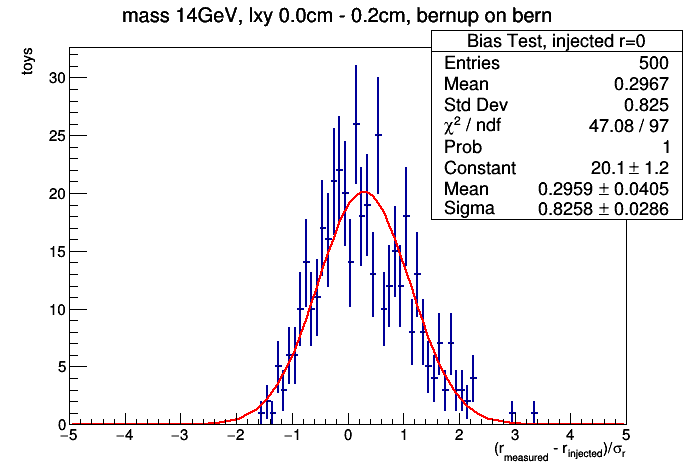 mass 14GeV, lxy 0.0cm - 0.2cm, bernup on bern
Bias Test, injected r=0
Entries 500
Mean 0.2967
Std Dev 0.825
χ² / ndf 47.08 / 97
Prob 1
Constant 20.1 ± 1.2
Mean 0.2959 ± 0.0405
Sigma 0.8258 ± 0.0286
toys
30
25
20
15
10
5
0
−5 −4 −3 −2 −1 0 1 2 3 4 5
(r_measured - r_injected)/σ_r